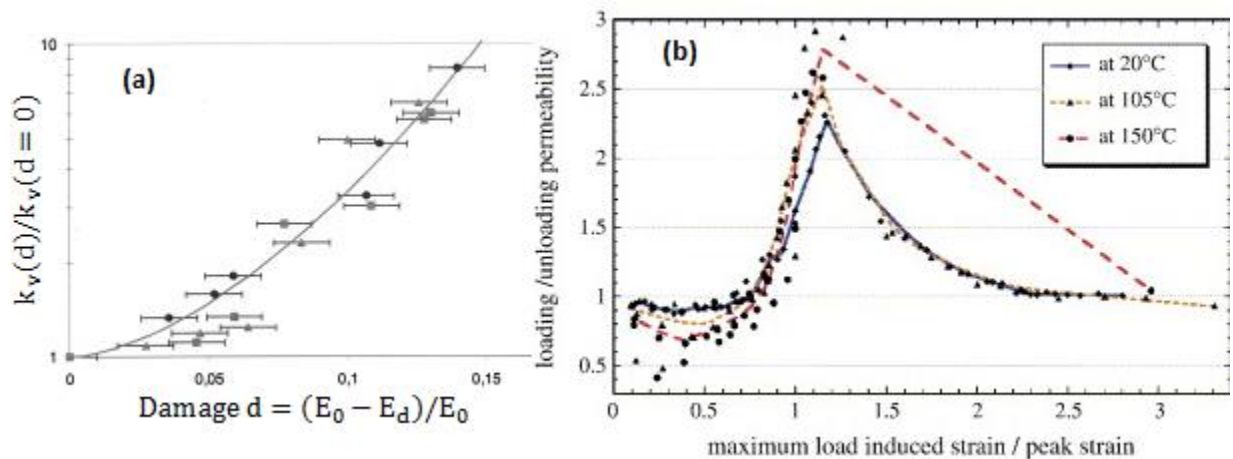 (a)
10
1
k_v(d)/k_v(d = 0)
0
0,05
0,1
0,15
Damage d = (E_0 − E_d)/E_0
(b)
3
2.5
2
1.5
1
0.5
loading /unloading permeability
at 20°C
at 105°C
at 150°C
0
0.5
1
1.5
2
2.5
3
maximum load induced strain / peak strain